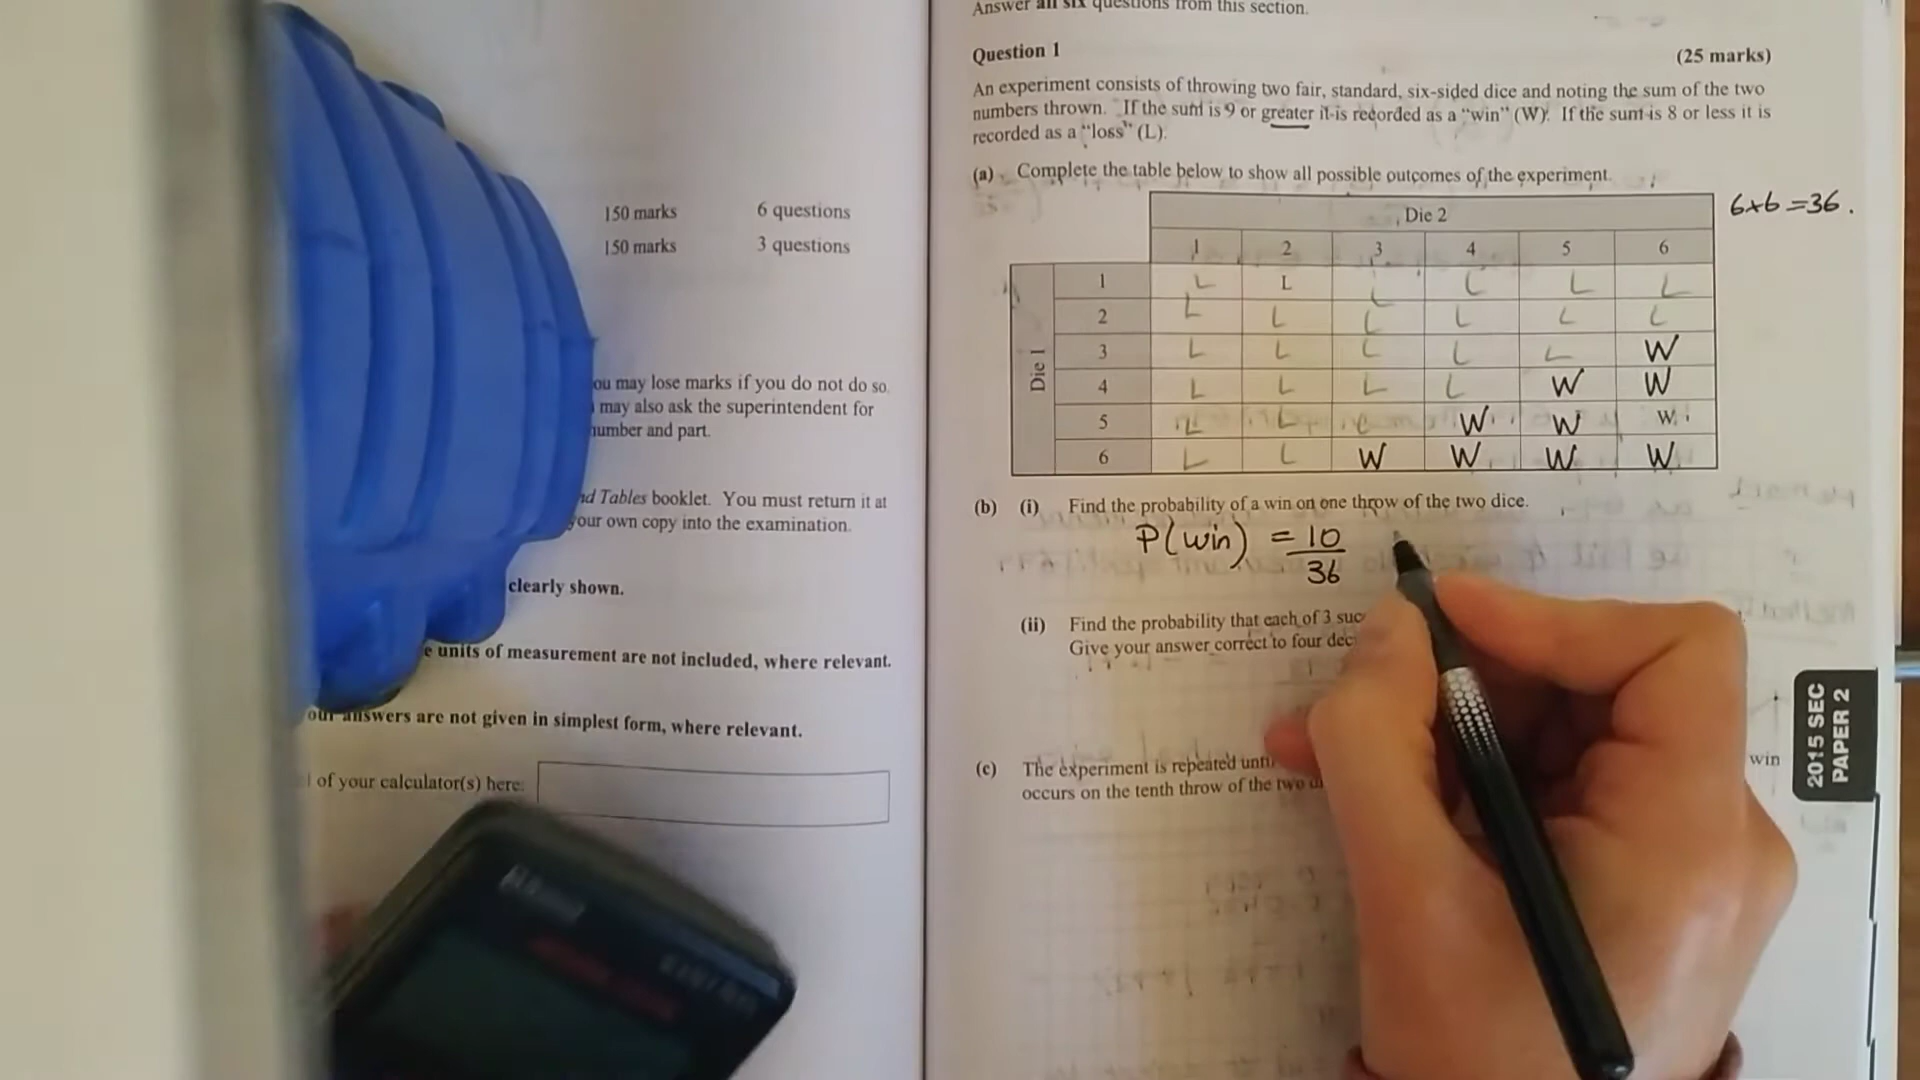 150 marks 6 questions
150 marks 3 questions
ou may lose marks if you do not do so.
may also ask the superintendent for
number and part.
nd Tables booklet. You must return it at
your own copy into the examination.
clearly shown.
e units of measurement are not included, where relevant.
our answers are not given in simplest form, where relevant.
of your calculator(s) here:
Answer all six questions from this section.
Question 1 (25 marks)
An experiment consists of throwing two fair, standard, six-sided dice and noting the sum of the two
numbers thrown. If the sum is 9 or greater it is recorded as a “win” (W). If the sum is 8 or less it is
recorded as a “loss” (L).
(a) Complete the table below to show all possible outcomes of the experiment.
6x6=36.
Die 2
1 2 3 4 5 6
Die 1
1 L L L L L L
2 L L L L L L
3 L L L L L W
4 L L L L W W
5 L L L W W W
6 L L W W W W
(b) (i) Find the probability of a win on one throw of the two dice.
P(win) = 10
36
(ii) Find the probability that each of 3 suc
Give your answer correct to four dec
(c) The experiment is repeated until win
occurs on the tenth throw of the two
2015 SEC
PAPER 2